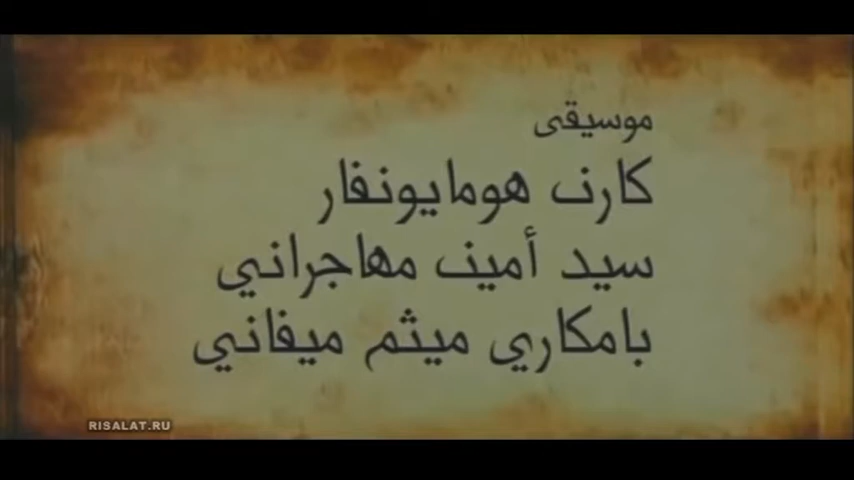 موسيقى
كارن هومايونفار
سيد أمين مهاجراني
بامكاري ميثم ميفاني
RISALAT.RU